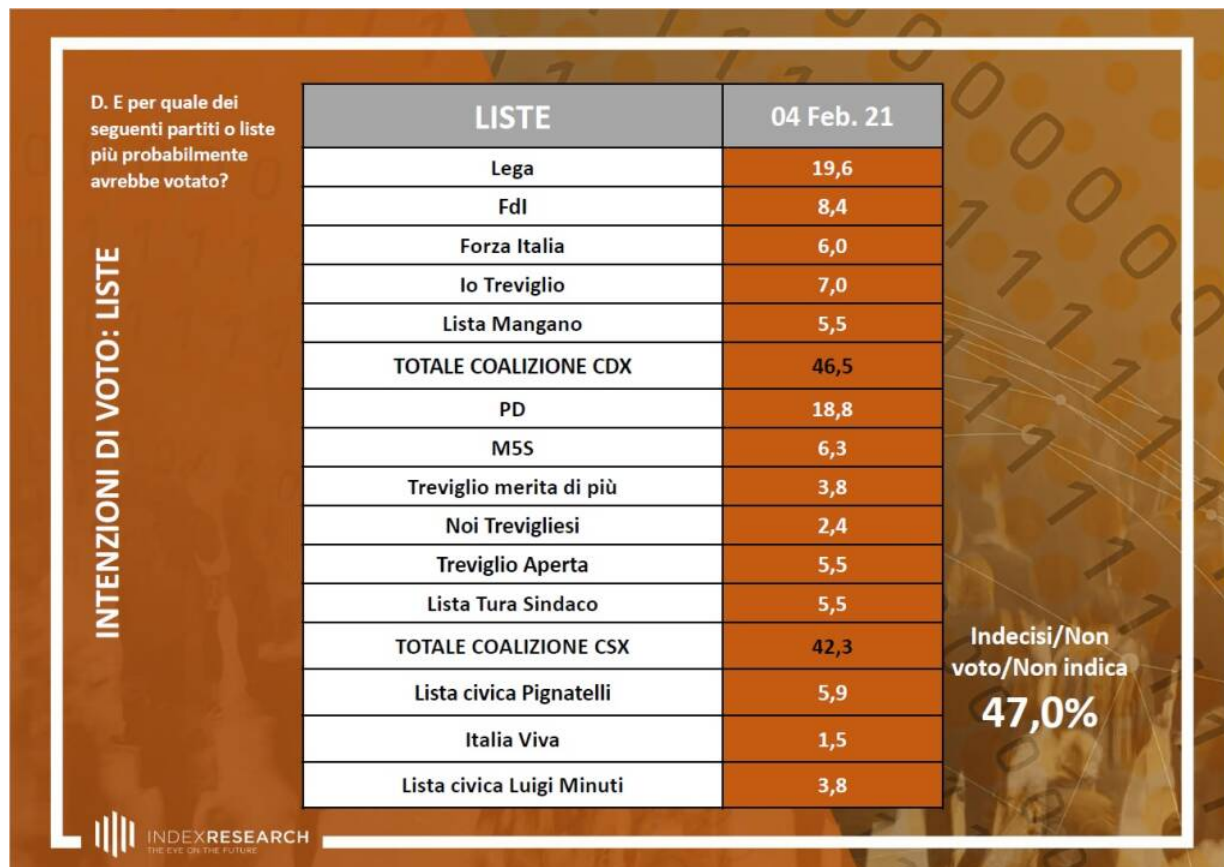 D. E per quale dei
seguenti partiti o liste
più probabilmente
avrebbe votato?
INTENZIONI DI VOTO: LISTE
LISTE 04 Feb. 21
Lega 19,6
FdI 8,4
Forza Italia 6,0
Io Treviglio 7,0
Lista Mangano 5,5
TOTALE COALIZIONE CDX 46,5
PD 18,8
M5S 6,3
Treviglio merita di più 3,8
Noi Trevigliesi 2,4
Treviglio Aperta 5,5
Lista Tura Sindaco 5,5
TOTALE COALIZIONE CSX 42,3
Lista civica Pignatelli 5,9
Italia Viva 1,5
Lista civica Luigi Minuti 3,8
Indecisi/Non
voto/Non indica
47,0%
INDEXRESEARCH
THE EYE ON THE FUTURE